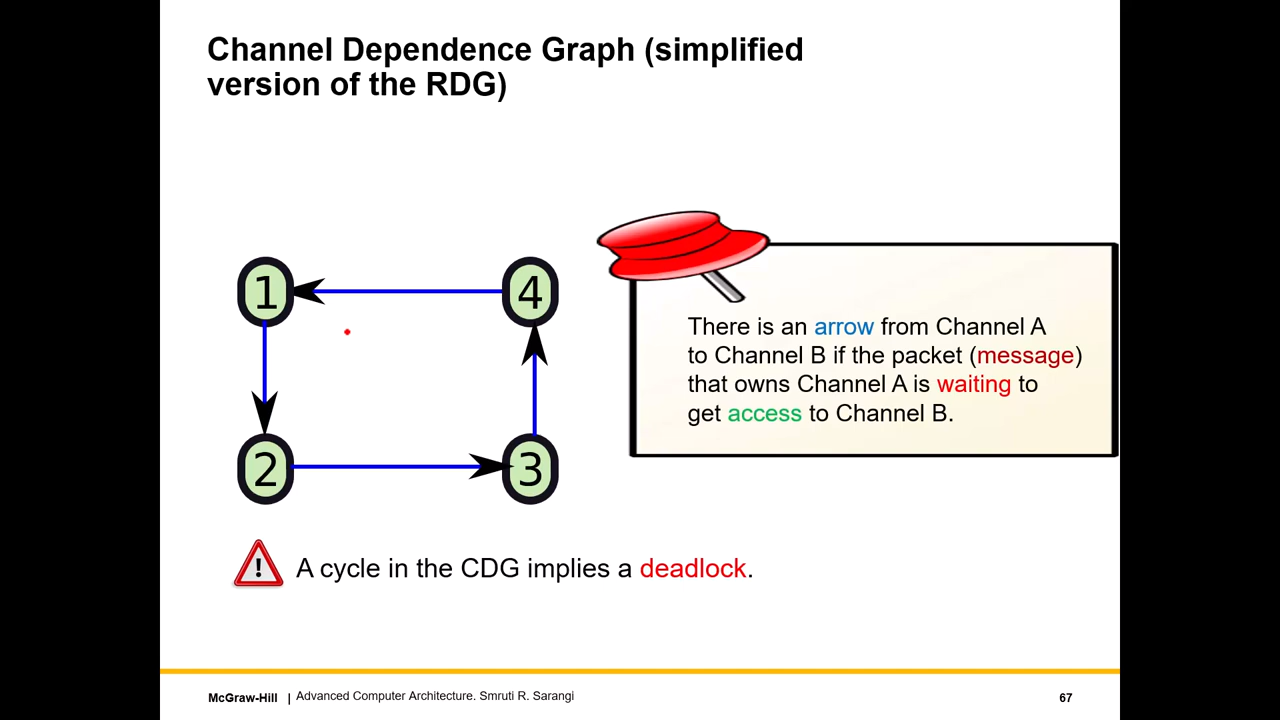 Channel Dependence Graph (simplified
version of the RDG)
1
4
There is an arrow from Channel A
to Channel B if the packet (message)
that owns Channel A is waiting to
get access to Channel B.
2
3
! A cycle in the CDG implies a deadlock.
McGraw-Hill | Advanced Computer Architecture. Smruti R. Sarangi 67